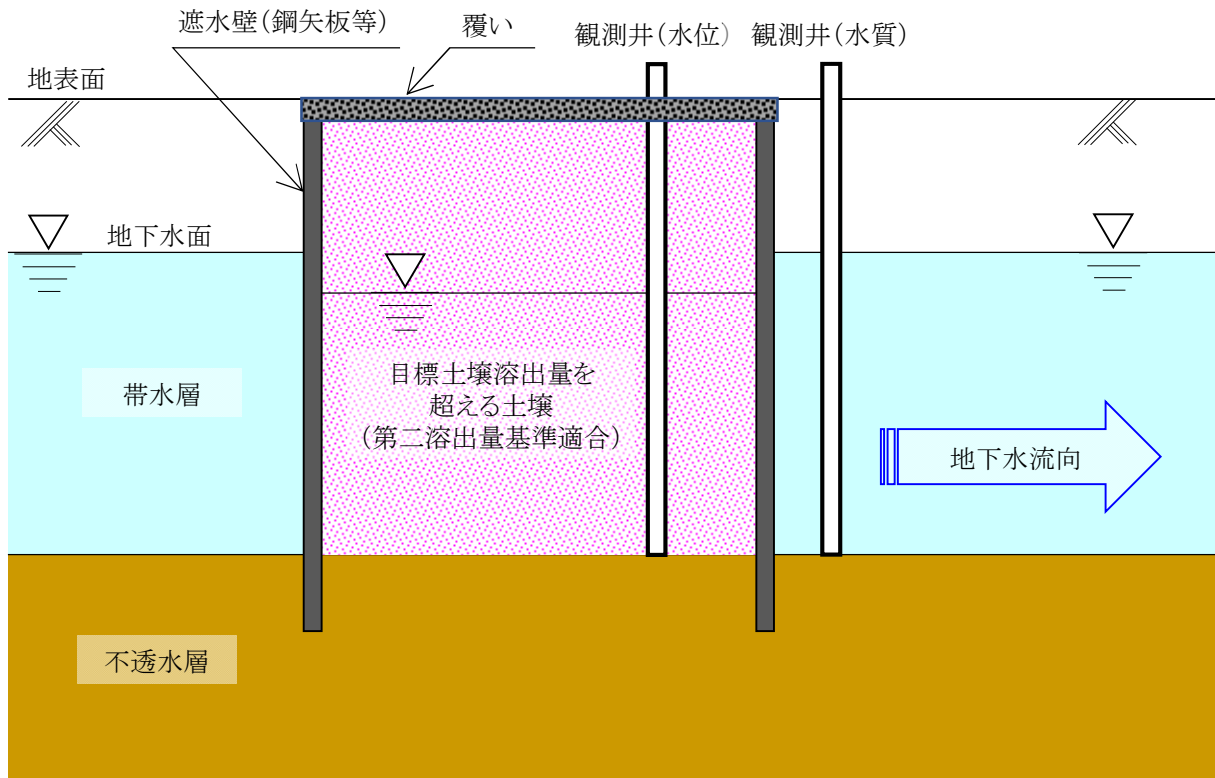 遮水壁（鋼矢板等）
覆い
観測井（水位）
観測井（水質）
地表面
地下水面
目標土壌溶出量を
超える土壌
（第二溶出量基準適合）
帯水層
地下水流向
不透水層